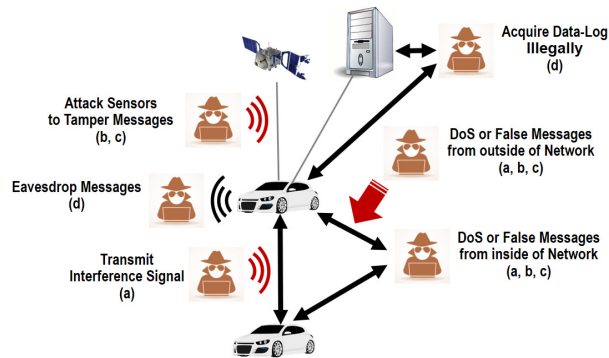 Acquire Data-Log
Illegally
(d)
Attack Sensors
to Tamper Messages
(b, c)
DoS or False Messages
from outside of Network
(a, b, c)
Eavesdrop Messages
(d)
Transmit
Interference Signal
(a)
DoS or False Messages
from inside of Network
(a, b, c)